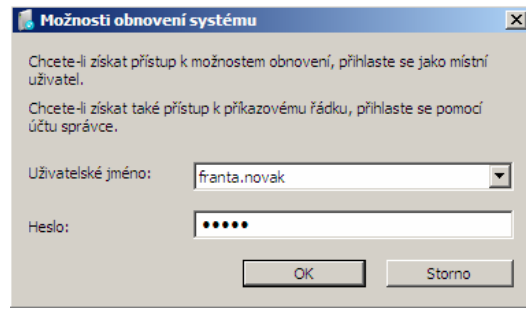 Možnosti obnovení systému
Chcete-li získat přístup k možnostem obnovení, přihlaste se jako místní
uživatel.
Chcete-li získat také přístup k příkazovému řádku, přihlaste se pomocí
účtu správce.
Uživatelské jméno: franta.novak
Heslo: •••••
OK Storno